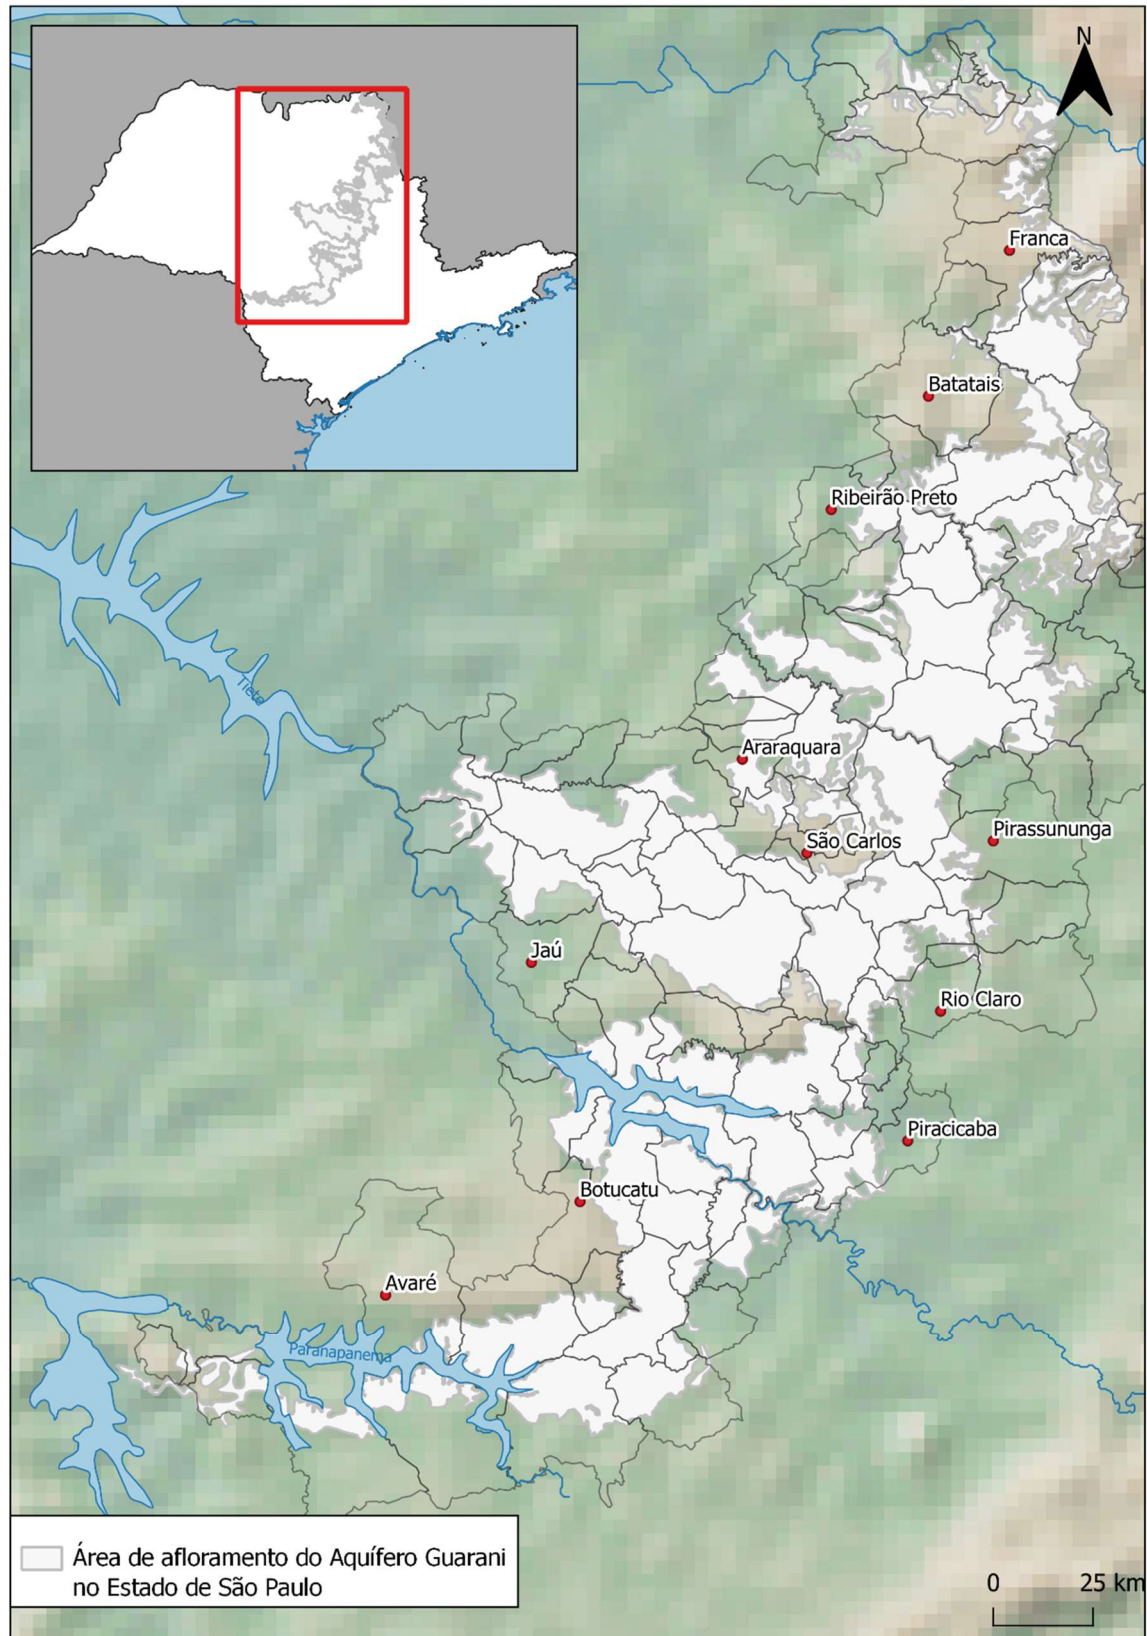 N
Franca
Batatais
Ribeirão Preto
Tietê
Araraquara
São Carlos
Pirassununga
Jaú
Rio Claro
Piracicaba
Botucatu
Avaré
Paranapanema
Área de afloramento do Aquífero Guarani
no Estado de São Paulo
0 25 km